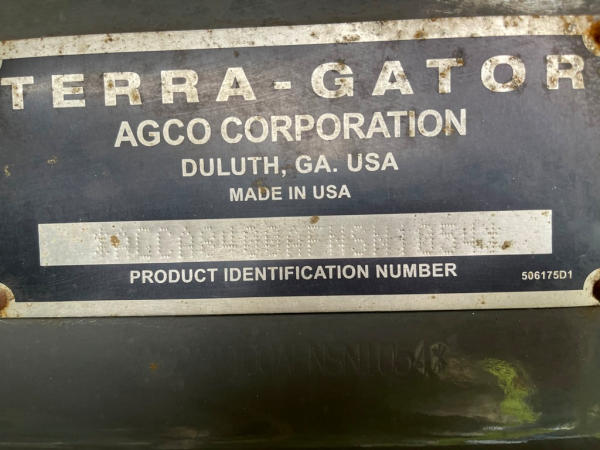 TERRA-GATOR
AGCO CORPORATION
DULUTH, GA. USA
MADE IN USA
PRODUCT IDENTIFICATION NUMBER
506175D1